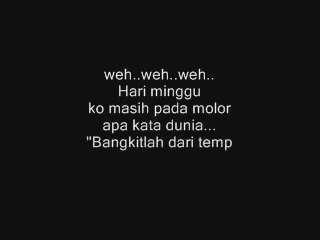 weh..weh..weh..
Hari minggu
ko masih pada molor
apa kata dunia...
"Bangkitlah dari temp